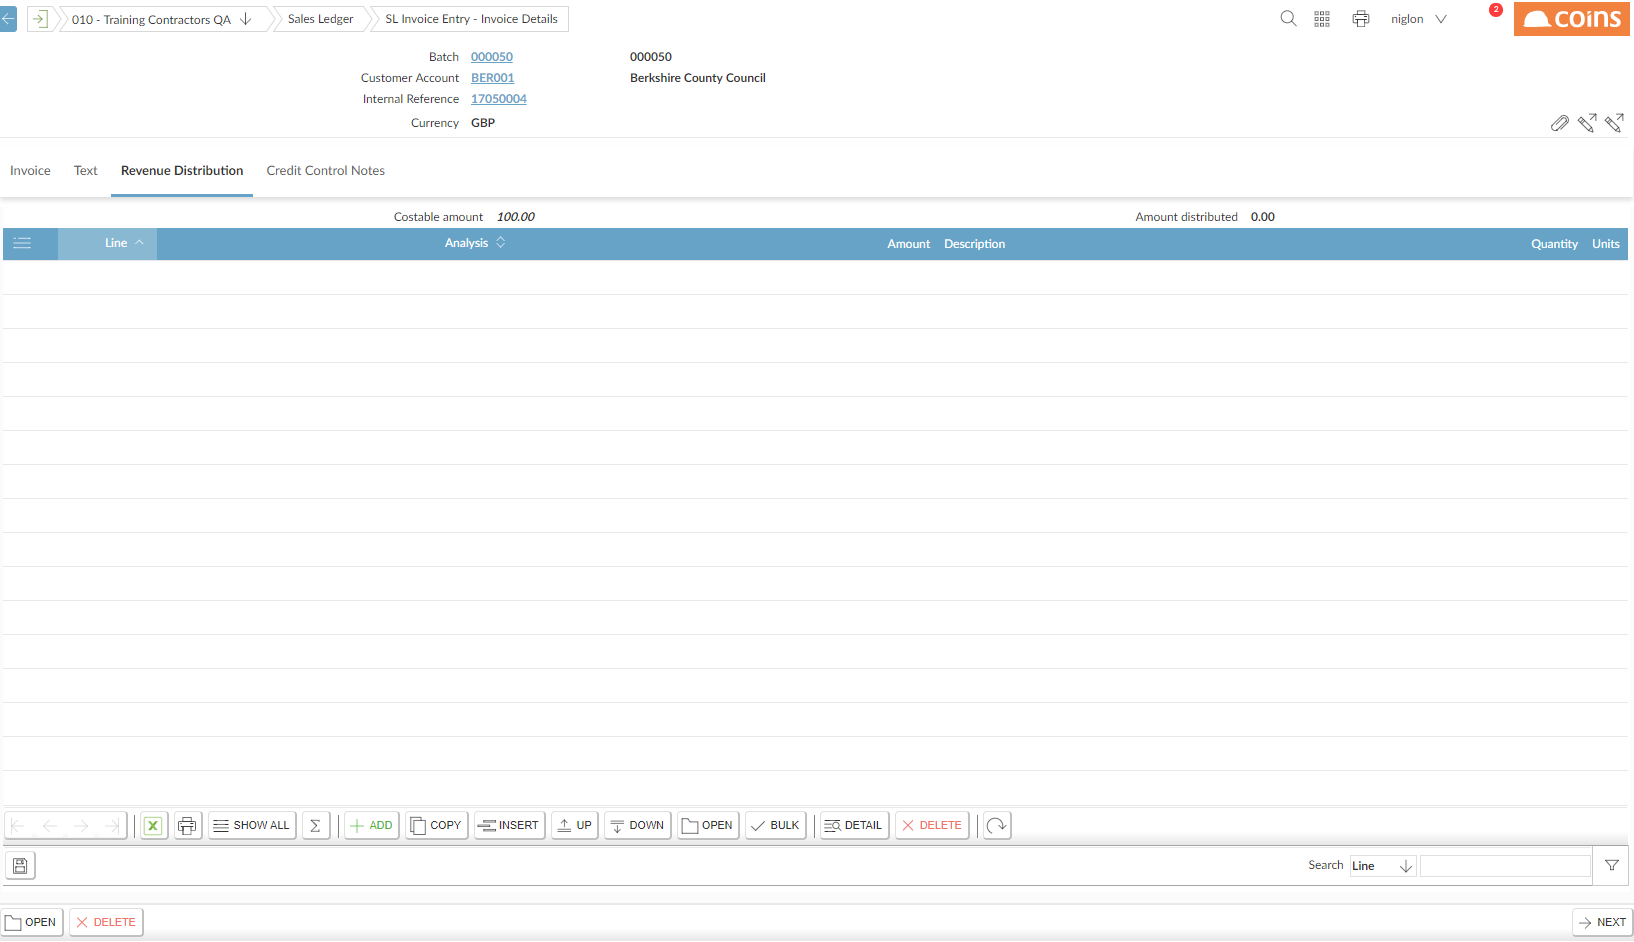 010 - Training Contractors QA
Sales Ledger
SL Invoice Entry - Invoice Details
niglon
2
coins
Batch 000050 000050
Customer Account BER001 Berkshire County Council
Internal Reference 17050004
Currency GBP
Invoice Text Revenue Distribution Credit Control Notes
Costable amount 100.00 Amount distributed 0.00
Line Analysis Amount Description Quantity Units
X SHOW ALL Σ ADD COPY INSERT UP DOWN OPEN BULK DETAIL DELETE
Search Line
OPEN DELETE NEXT